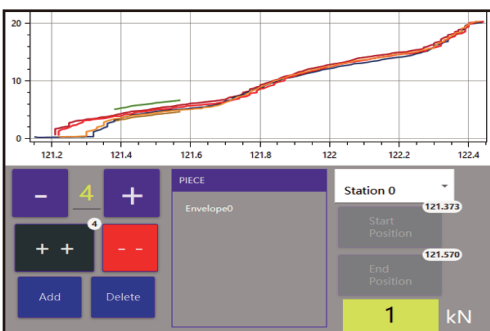 20
10
0
121.2 121.4 121.6 121.8 122 122.2 122.4
- 4 +
PIECE
Envelope0
Station 0
121.373
Start
Position
+ +
4
- -
121.570
End
Position
Add
Delete
1 kN